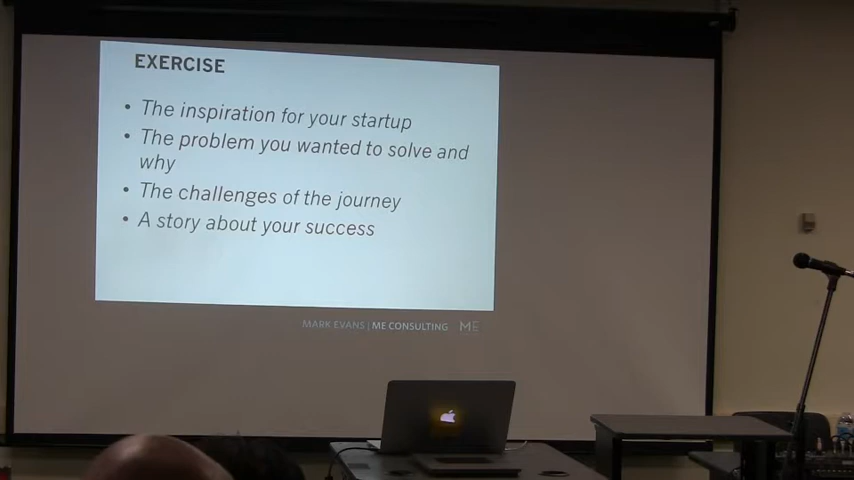 EXERCISE
• The inspiration for your startup
• The problem you wanted to solve and
why
• The challenges of the journey
• A story about your success
MARK EVANS | ME CONSULTING ME